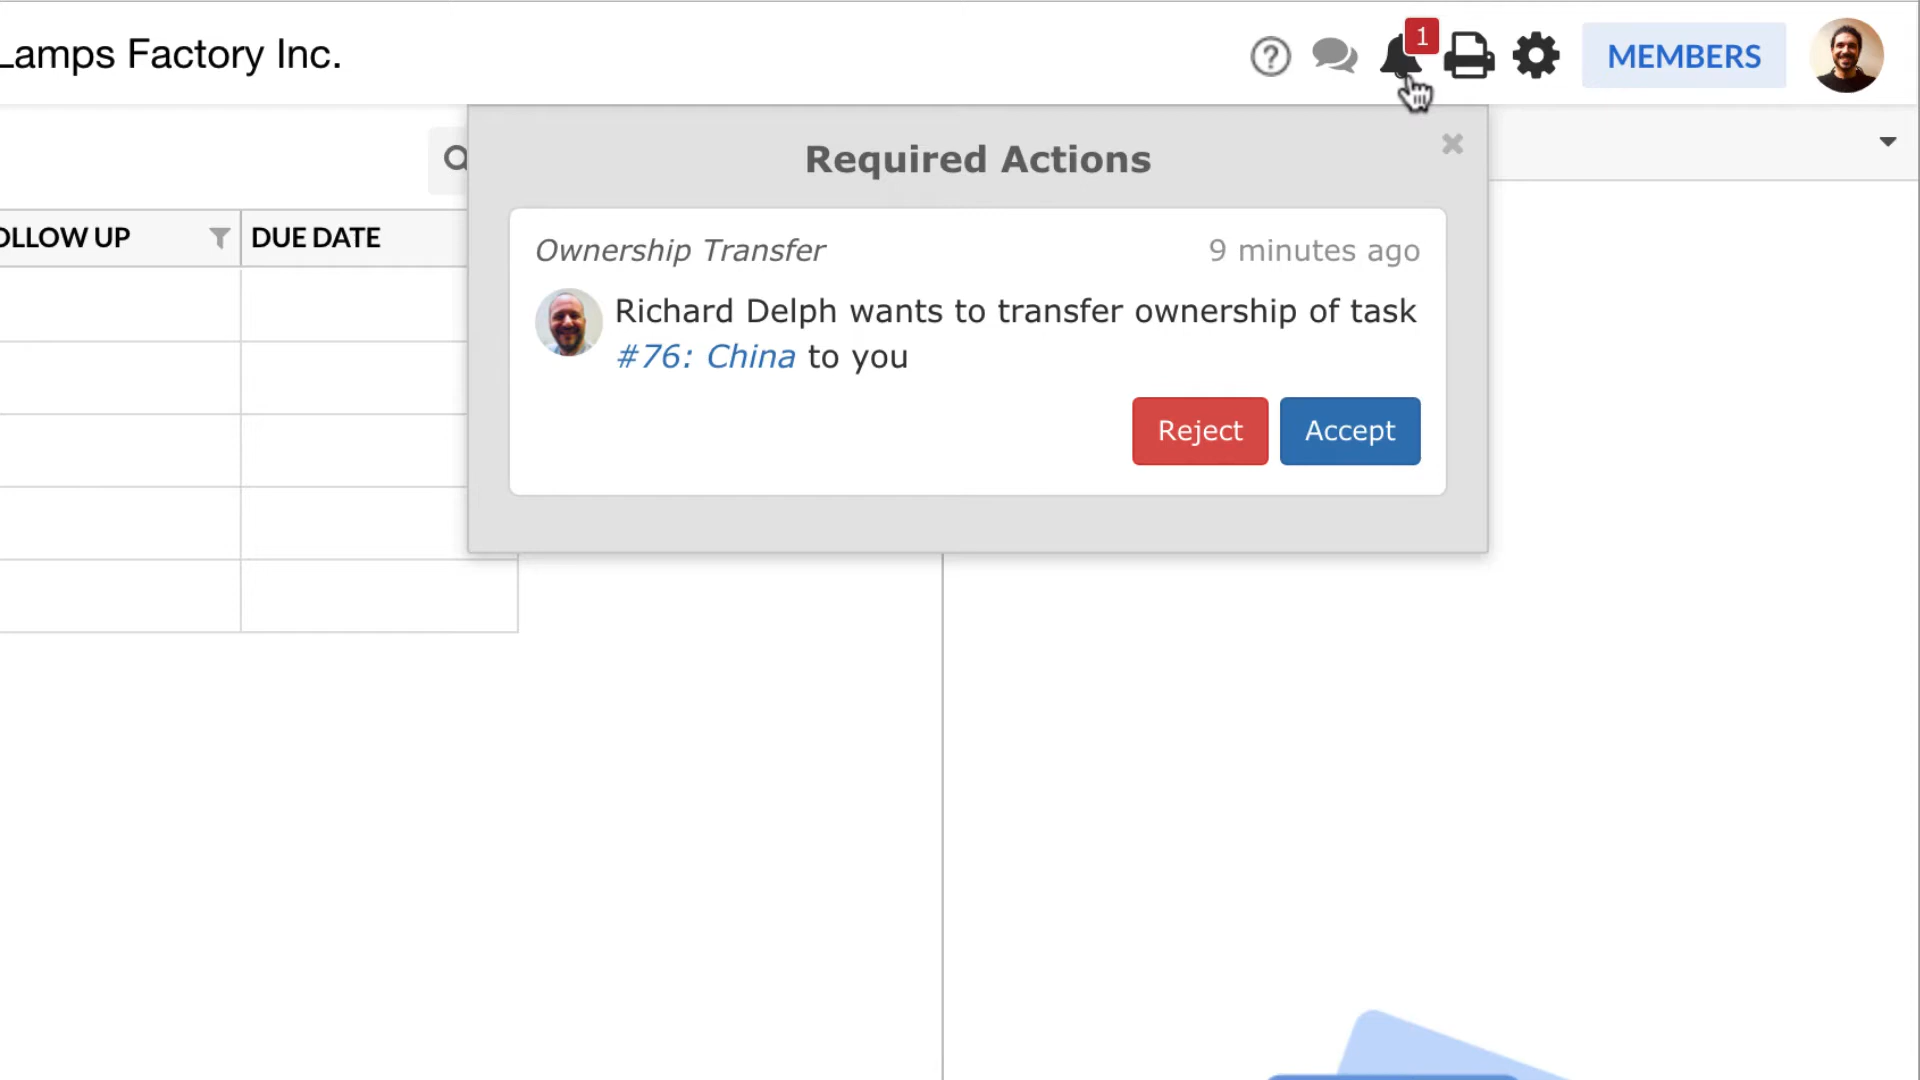 Lamps Factory Inc.
1
MEMBERS
Required Actions
OLLOW UP
DUE DATE
Ownership Transfer
9 minutes ago
Richard Delph wants to transfer ownership of task
#76: China to you
Reject
Accept